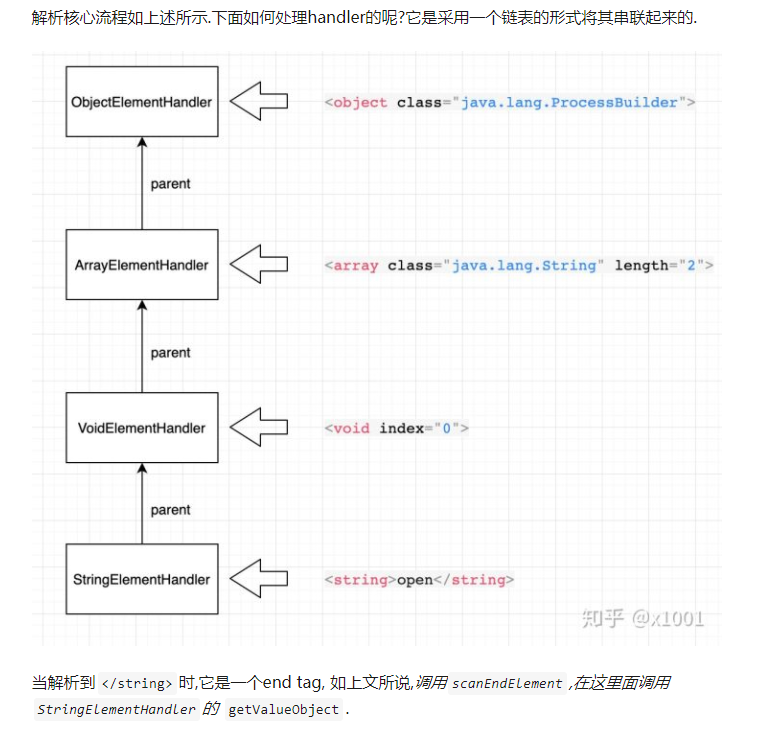 解析核心流程如上述所示.下面如何处理handler的呢?它是采用一个链表的形式将其串联起来的.
ObjectElementHandler
<object class="java.lang.ProcessBuilder">
parent
ArrayElementHandler
<array class="java.lang.String" length="2">
parent
VoidElementHandler
<void index="0">
parent
StringElementHandler
<string>open</string>
知乎 @x1001
当解析到 </string> 时,它是一个end tag, 如上文所说,调用 scanEndElement ,在这里面调用
StringElementHandler 的 getValueObject .